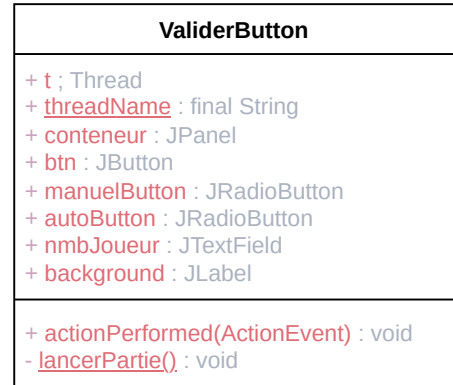 ValiderButton
+ t ; Thread
+ threadName : final String
+ conteneur : JPanel
+ btn : JButton
+ manuelButton : JRadioButton
+ autoButton : JRadioButton
+ nmbJoueur : JTextField
+ background : JLabel
+ actionPerformed(ActionEvent) : void
- lancerPartie() : void